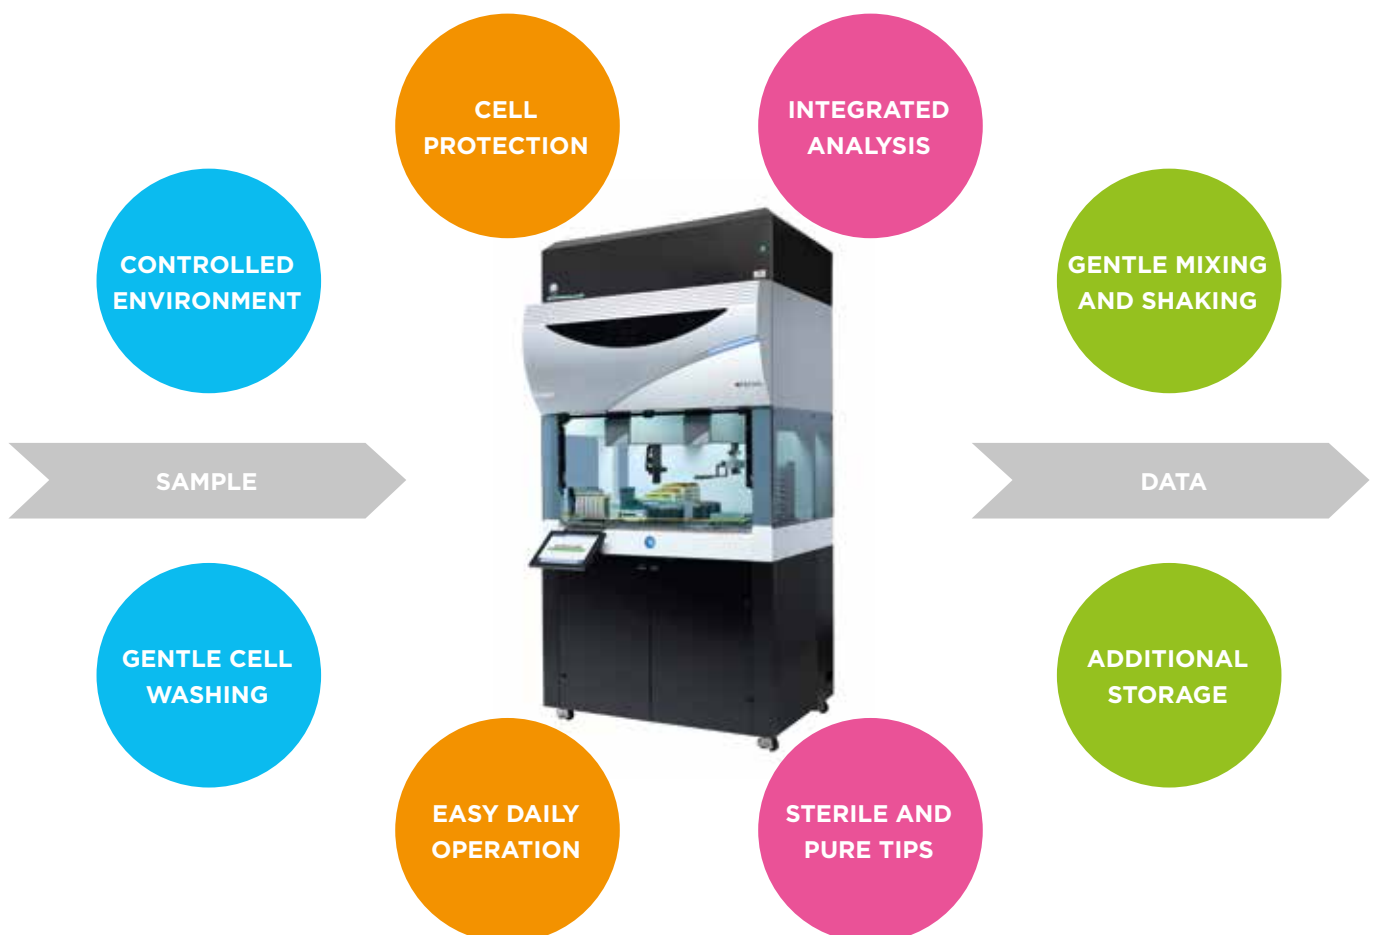 CELL
PROTECTION
INTEGRATED
ANALYSIS
CONTROLLED
ENVIRONMENT
GENTLE MIXING
AND SHAKING
SAMPLE
DATA
GENTLE CELL
WASHING
ADDITIONAL
STORAGE
EASY DAILY
OPERATION
STERILE AND
PURE TIPS